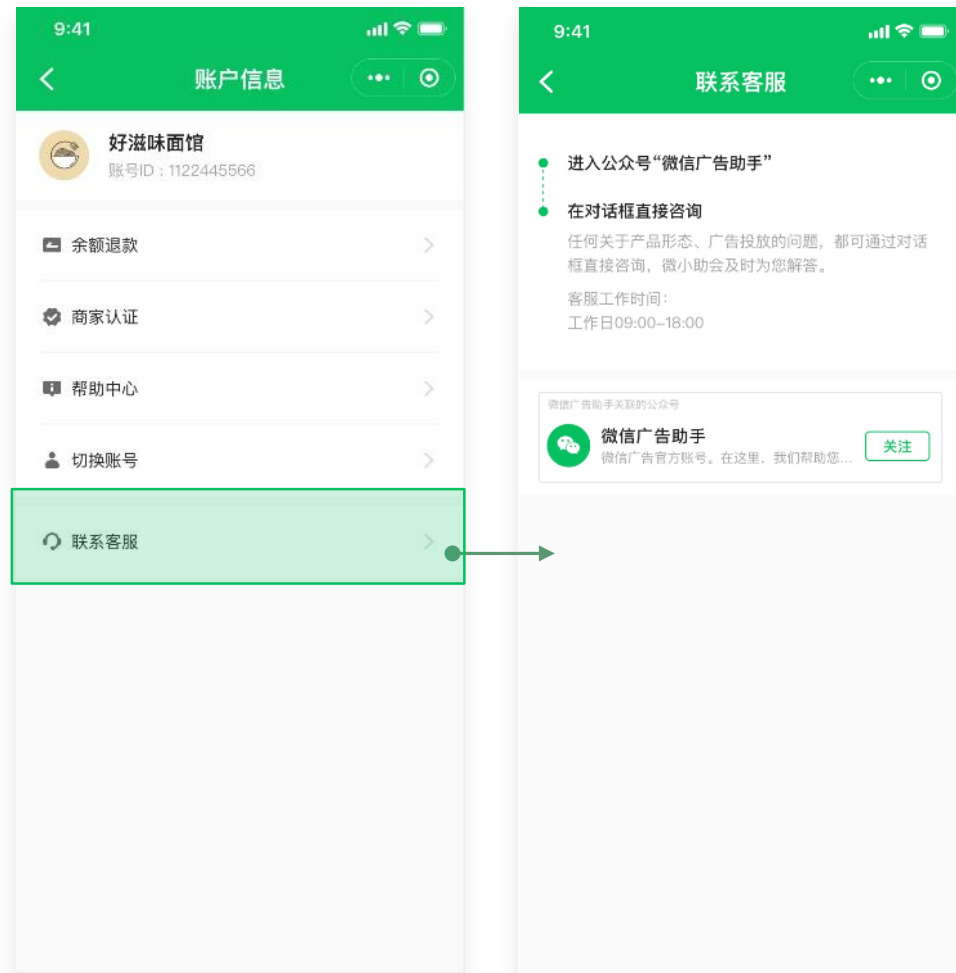 9:41
账户信息
好滋味面馆
账号ID：1122445566
余额退款
商家认证
帮助中心
切换账号
联系客服
9:41
联系客服
进入公众号“微信广告助手”
在对话框直接咨询
任何关于产品形态、广告投放的问题，都可通过对话
框直接咨询，微小助会及时为您解答。
客服工作时间：
工作日09:00-18:00
微信广告助手关联的公众号
微信广告助手
微信广告官方账号。在这里，我们帮助您...
关注